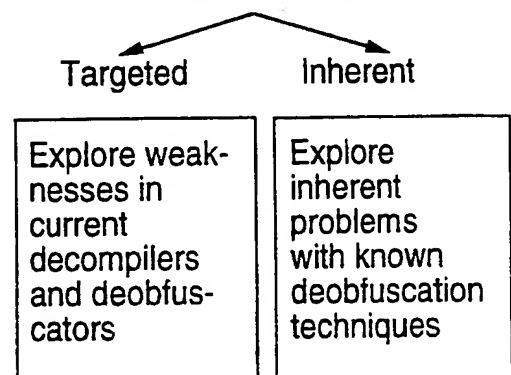 Targeted
Inherent
Explore weak-
nesses in
current
decompilers
and deobfus-
cators
Explore
inherent
problems
with known
deobfuscation
techniques